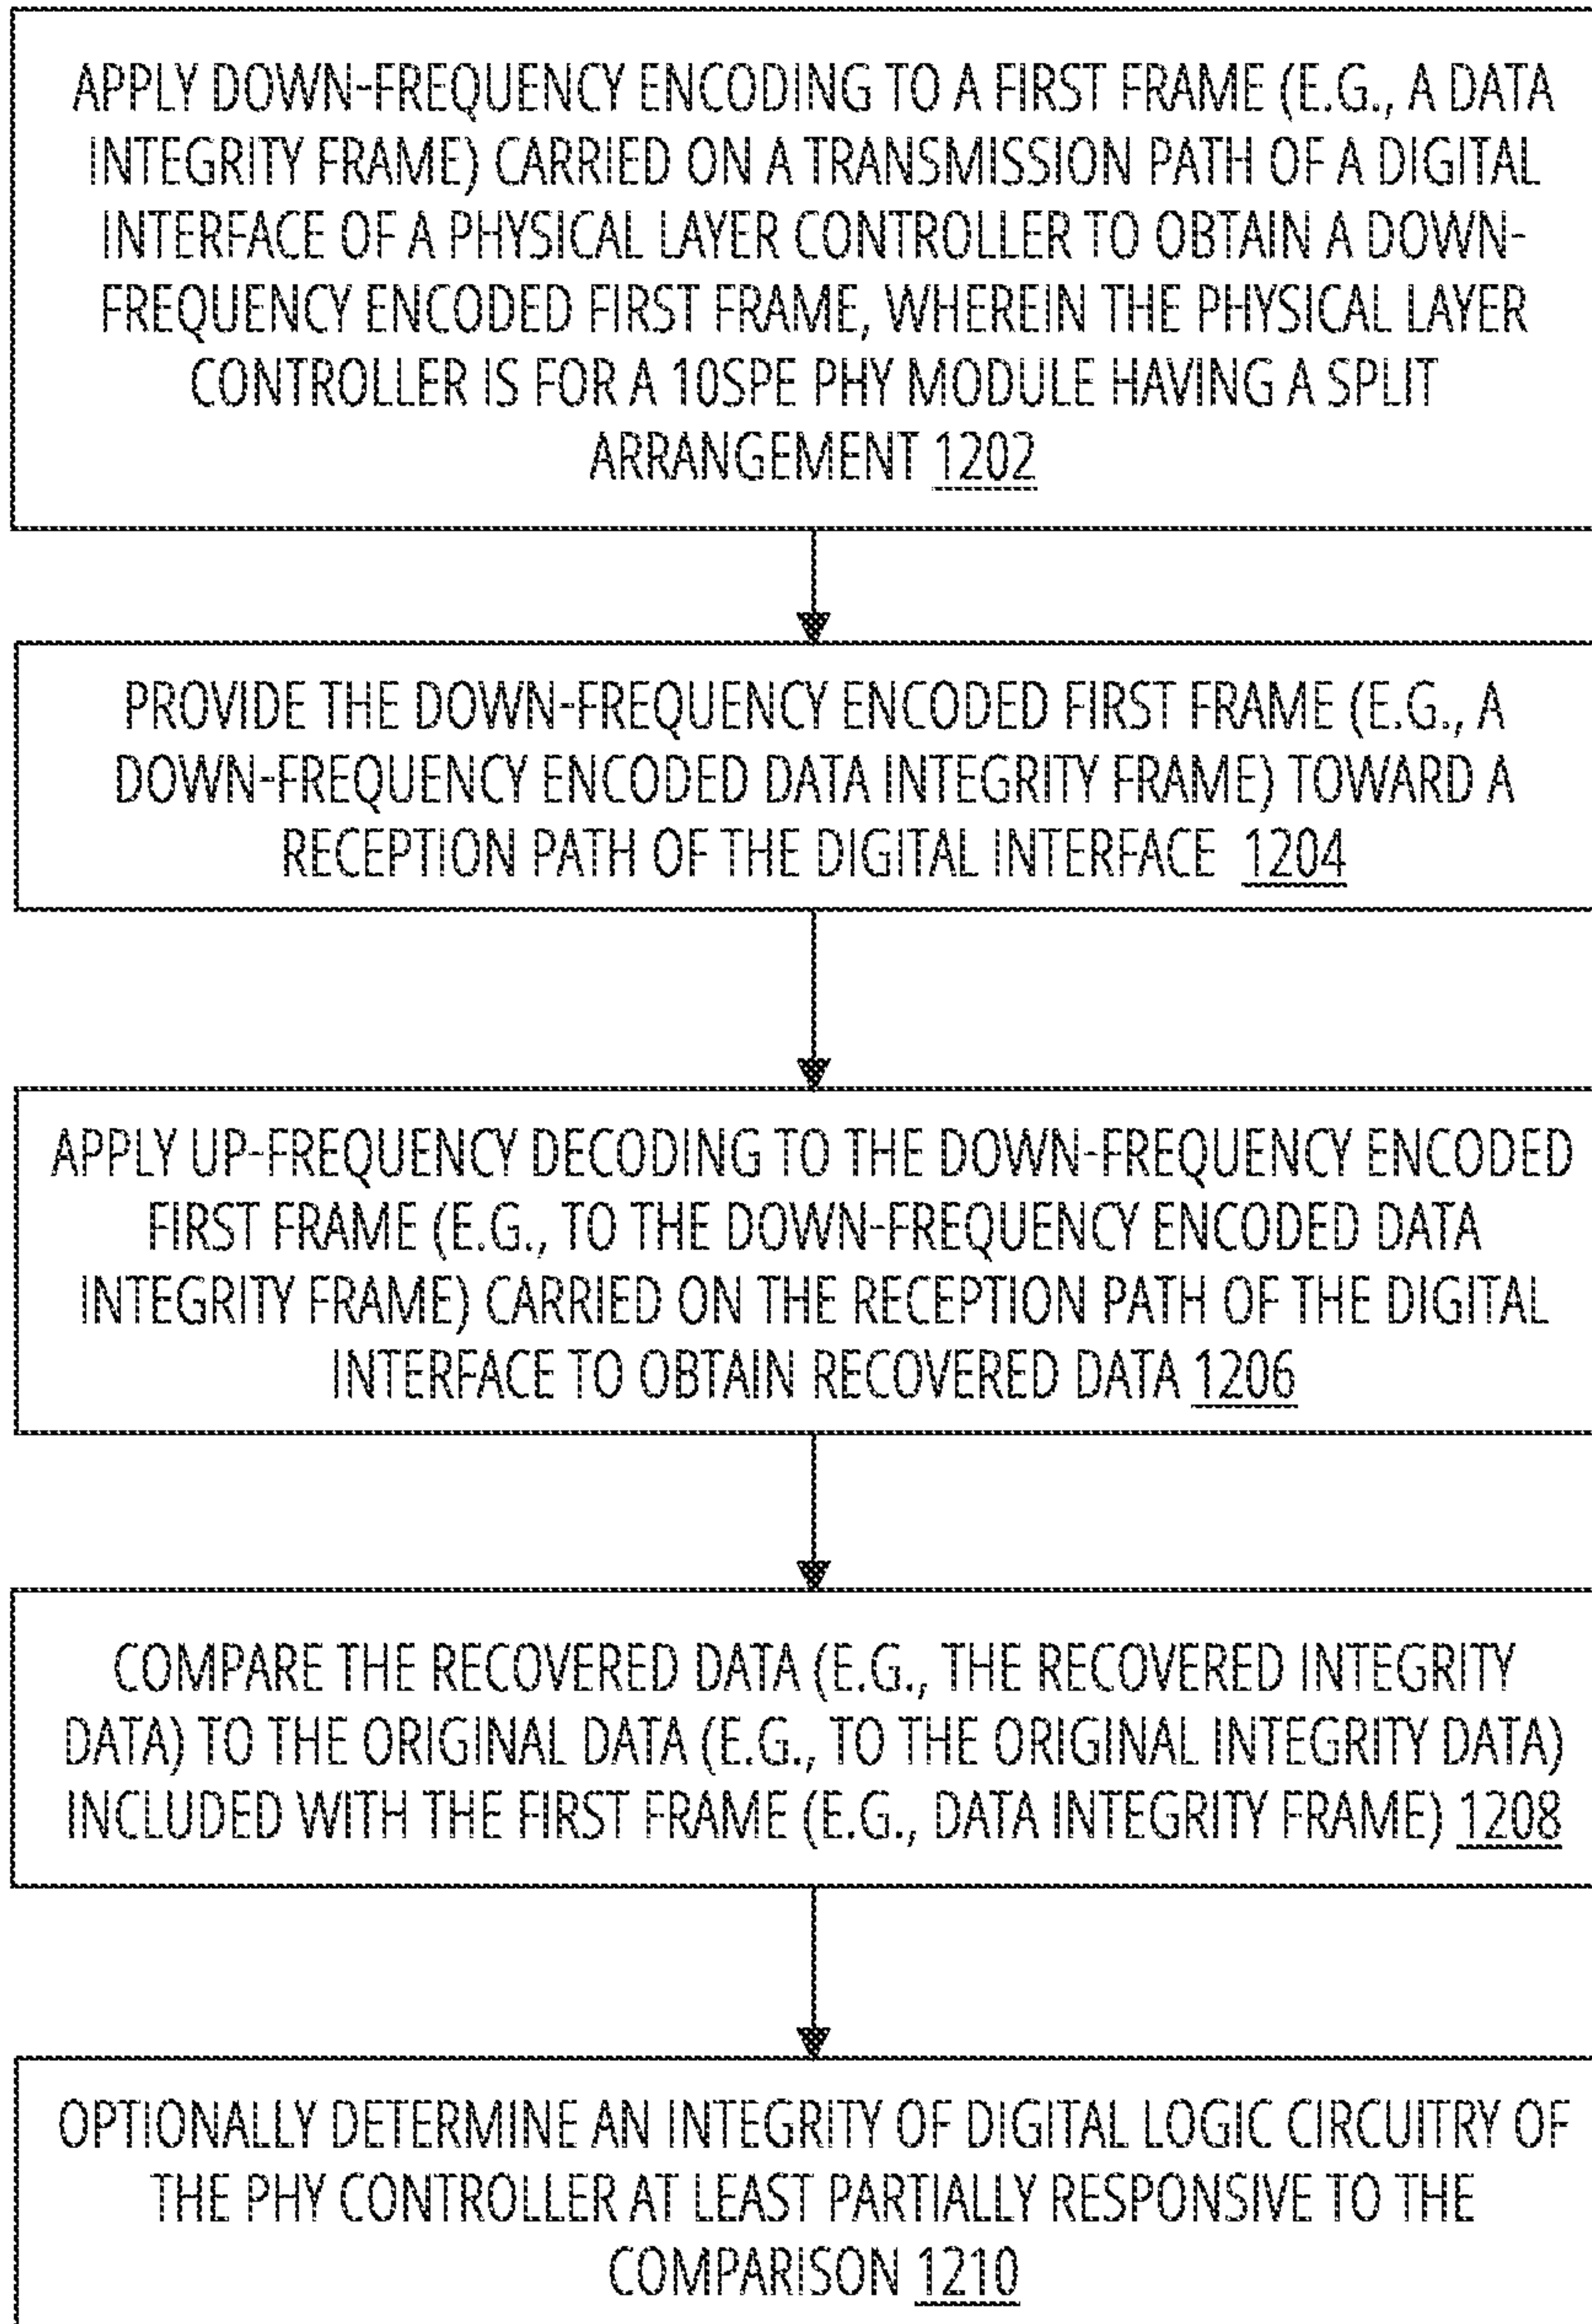 APPLY DOWN-FREQUENCY ENCODING TO A FIRST FRAME (E.G., A DATA
INTEGRITY FRAME) CARRIED ON A TRANSMISSION PATH OF A DIGITAL
INTERFACE OF A PHYSICAL LAYER CONTROLLER TO OBTAIN A DOWN-
FREQUENCY ENCODED FIRST FRAME, WHEREIN THE PHYSICAL LAYER
CONTROLLER IS FOR A 10SPE PHY MODULE HAVING A SPLIT
ARRANGEMENT 1202
PROVIDE THE DOWN-FREQUENCY ENCODED FIRST FRAME (E.G., A
DOWN-FREQUENCY ENCODED DATA INTEGRITY FRAME) TOWARD A
RECEPTION PATH OF THE DIGITAL INTERFACE 1204
APPLY UP-FREQUENCY DECODING TO THE DOWN-FREQUENCY ENCODED
FIRST FRAME (E.G., TO THE DOWN-FREQUENCY ENCODED DATA
INTEGRITY FRAME) CARRIED ON THE RECEPTION PATH OF THE DIGITAL
INTERFACE TO OBTAIN RECOVERED DATA 1206
COMPARE THE RECOVERED DATA (E.G., THE RECOVERED INTEGRITY
DATA) TO THE ORIGINAL DATA (E.G., TO THE ORIGINAL INTEGRITY DATA)
INCLUDED WITH THE FIRST FRAME (E.G., DATA INTEGRITY FRAME) 1208
OPTIONALLY DETERMINE AN INTEGRITY OF DIGITAL LOGIC CIRCUITRY OF
THE PHY CONTROLLER AT LEAST PARTIALLY RESPONSIVE TO THE
COMPARISON 1210